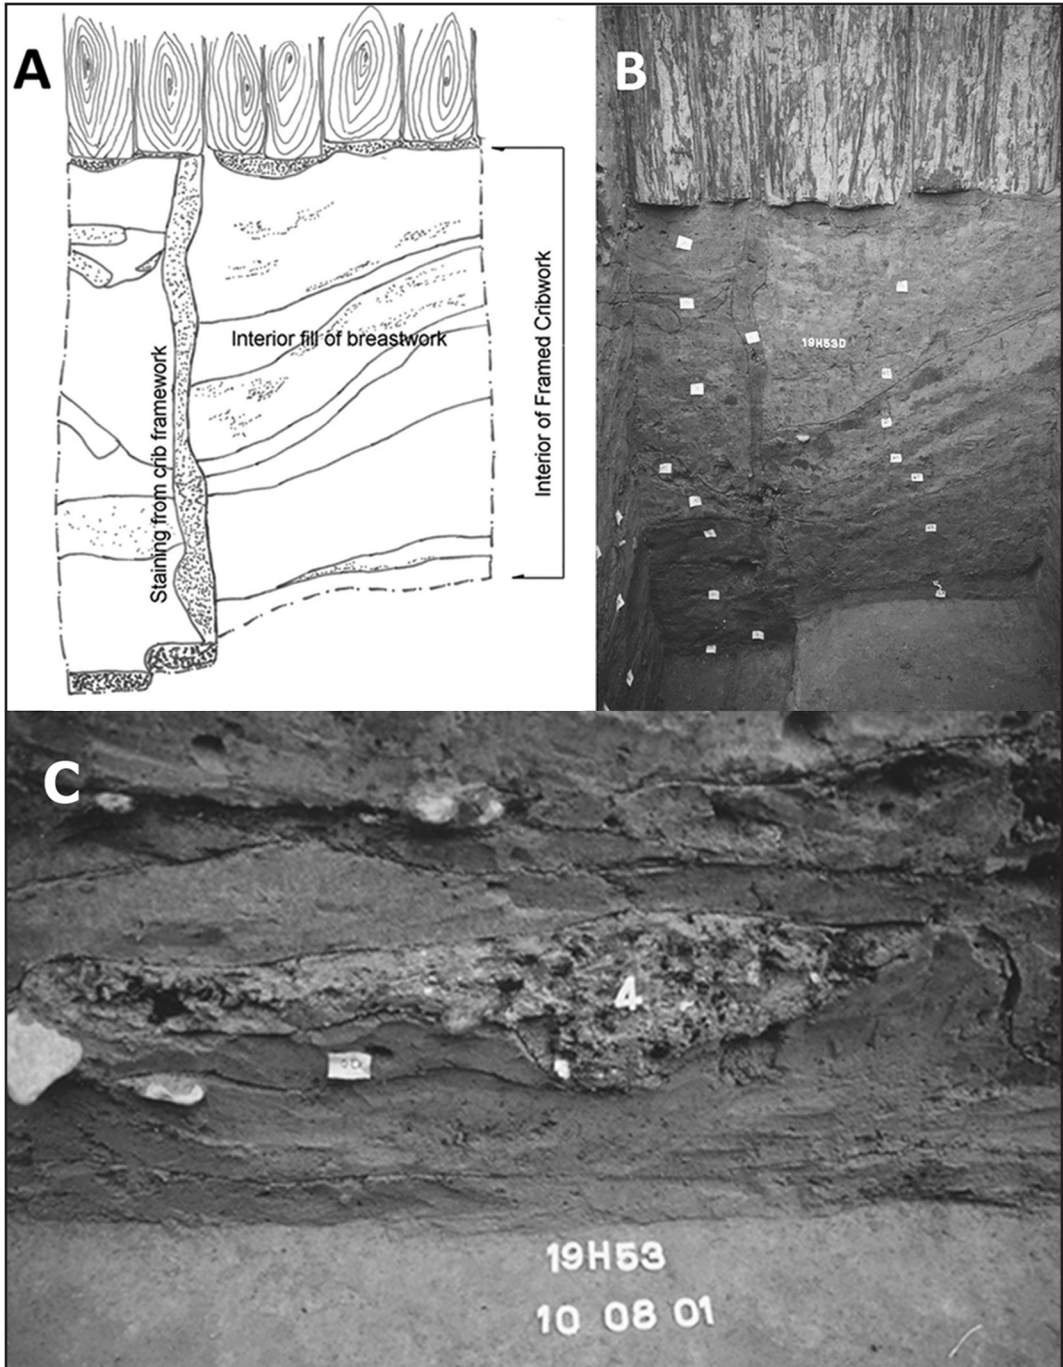 A
B
Interior fill of breastwork
Staining from crib framework
Interior of Framed Cribwork
19H53D
C
4
19H53
10 08 01